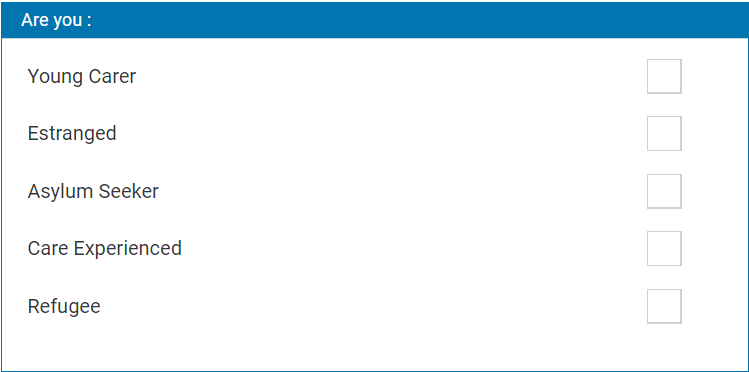 Are you :
Young Carer
Estranged
Asylum Seeker
Care Experienced
Refugee